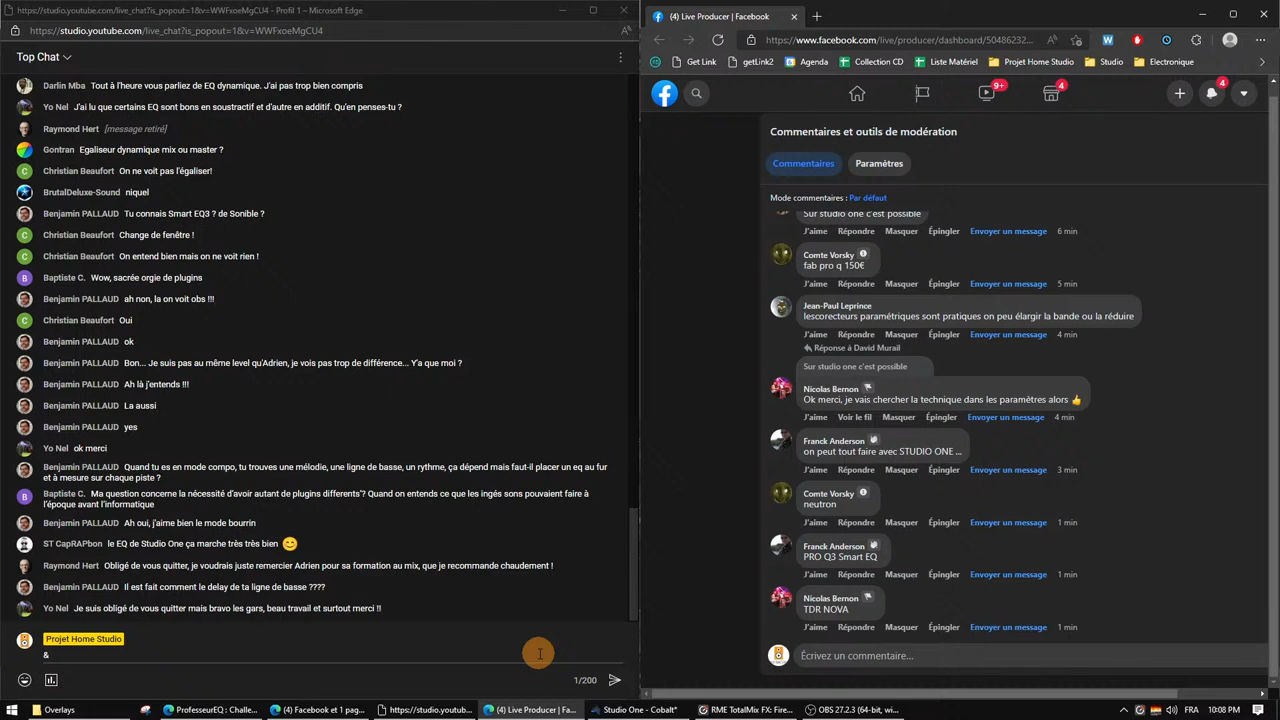 https://studio.youtube.com/live_chat?is_popout=1&v=WWFxoeMgCU4 - Profil 1 – Microsoft Edge
https://studio.youtube.com/live_chat?is_popout=1&v=WWFxoeMgCU4
Top Chat
Darlin Mba Tout à l'heure vous parliez de EQ dynamique. J'ai pas trop bien compris
Yo Nel J'ai lu que certains EQ sont bons en soustractif et d'autre en additif. Qu'en penses-tu ?
Raymond Hert [message retiré]
Gontran Egaliseur dynamique mix ou master ?
C Christian Beaufort On ne voit pas l'égaliser!
BrutalDeluxe-Sound niquel
Benjamin PALLAUD Tu connais Smart EQ3 ? de Sonible ?
C Christian Beaufort Change de fenêtre !
C Christian Beaufort On entend bien mais on ne voit rien !
B Baptiste C. Wow, sacrée orgie de plugins
Benjamin PALLAUD ah non, la on voit obs !!!
C Christian Beaufort Oui
Benjamin PALLAUD ok
Benjamin PALLAUD Bon... Je suis pas au même level qu'Adrien, je vois pas trop de différence... Y'a que moi ?
Benjamin PALLAUD Ah là j'entends !!!
Benjamin PALLAUD La aussi
Benjamin PALLAUD yes
Yo Nel ok merci
Benjamin PALLAUD Quand tu es en mode compo, tu trouves une mélodie, une ligne de basse, un rythme, ça dépend mais faut-il placer un eq au fur
et à mesure sur chaque piste ?
B Baptiste C. Ma question concerne la nécéssité d'avoir autant de plugins differents'? Quand on entends ce que les ingés sons pouvaient faire à
l'époque avant l'informatique
Benjamin PALLAUD Ah oui, j'aime bien le mode bourrin
ST CapRAPbon le EQ de Studio One ça marche très très bien 😊
Raymond Hert Obligé de vous quitter, je voudrais juste remercier Adrien pour sa formation au mix, que je recommande chaudement !
Benjamin PALLAUD Il est fait comment le delay de ta ligne de basse ????
Yo Nel Je suis obligé de vous quitter mais bravo les gars, beau travail et surtout merci !!
Projet Home Studio
&
1/200
(4) Live Producer | Facebook
https://www.facebook.com/live/producer/dashboard/50486232...
Get Link getLink2 Agenda Collection CD Liste Matériel Projet Home Studio Studio Electronique
9+ 4 4
Commentaires et outils de modération
Commentaires Paramètres
Mode commentaires : Par défaut
Sur studio one c'est possible
J'aime Répondre Masquer Épingler Envoyer un message 6 min
Comte Vorsky
fab pro q 150€
J'aime Répondre Masquer Épingler Envoyer un message 5 min
Jean-Paul Leprince
lescorecteurs paramétriques sont pratiques on peu élargir la bande ou la réduire
J'aime Répondre Masquer Épingler Envoyer un message 4 min
Réponse à David Murail
Sur studio one c'est possible
Nicolas Bernon
Ok merci, je vais chercher la technique dans les paramètres alors 👍
J'aime Voir le fil Masquer Épingler Envoyer un message 4 min
Franck Anderson
on peut tout faire avec STUDIO ONE ...
J'aime Répondre Masquer Épingler Envoyer un message 3 min
Comte Vorsky
neutron
J'aime Répondre Masquer Épingler Envoyer un message 1 min
Franck Anderson
PRO Q3 Smart EQ
J'aime Répondre Masquer Épingler Envoyer un message 1 min
Nicolas Bernon
TDR NOVA
J'aime Répondre Masquer Épingler Envoyer un message 1 min
Écrivez un commentaire...
Overlays ProfesseurEQ : Challe... (4) Facebook et 1 pag... https://studio.youtub... (4) Live Producer | Fa... Studio One - Cobalt* RME TotalMix FX: Firef... OBS 27.2.3 (64-bit, wi... FRA 10:08 PM